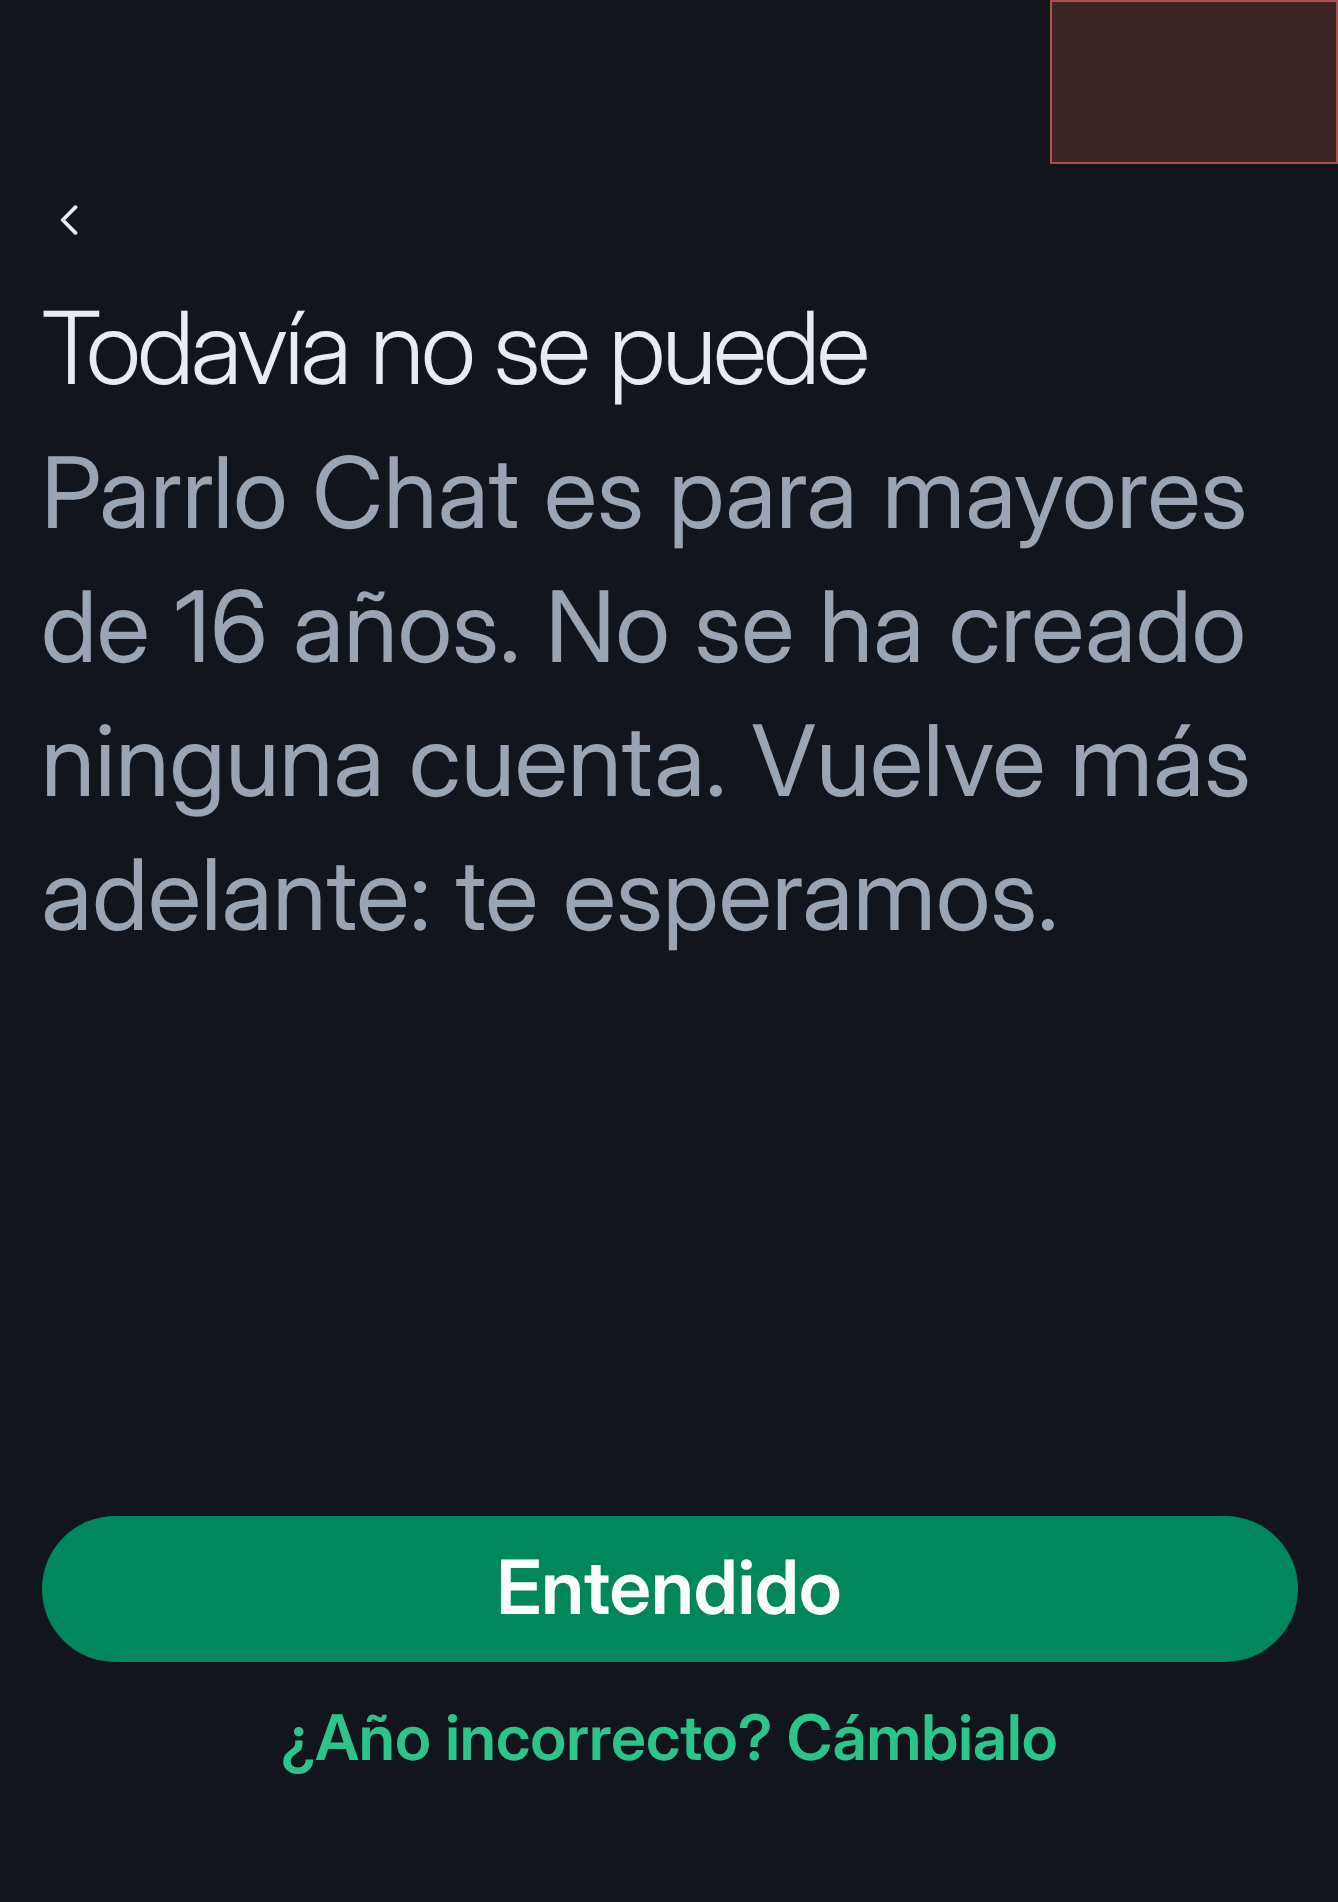 Todavía no se puede
Parrlo Chat es para mayores
de 16 años. No se ha creado
ninguna cuenta. Vuelve más
adelante: te esperamos.
Entendido
¿Año incorrecto? Cámbialo